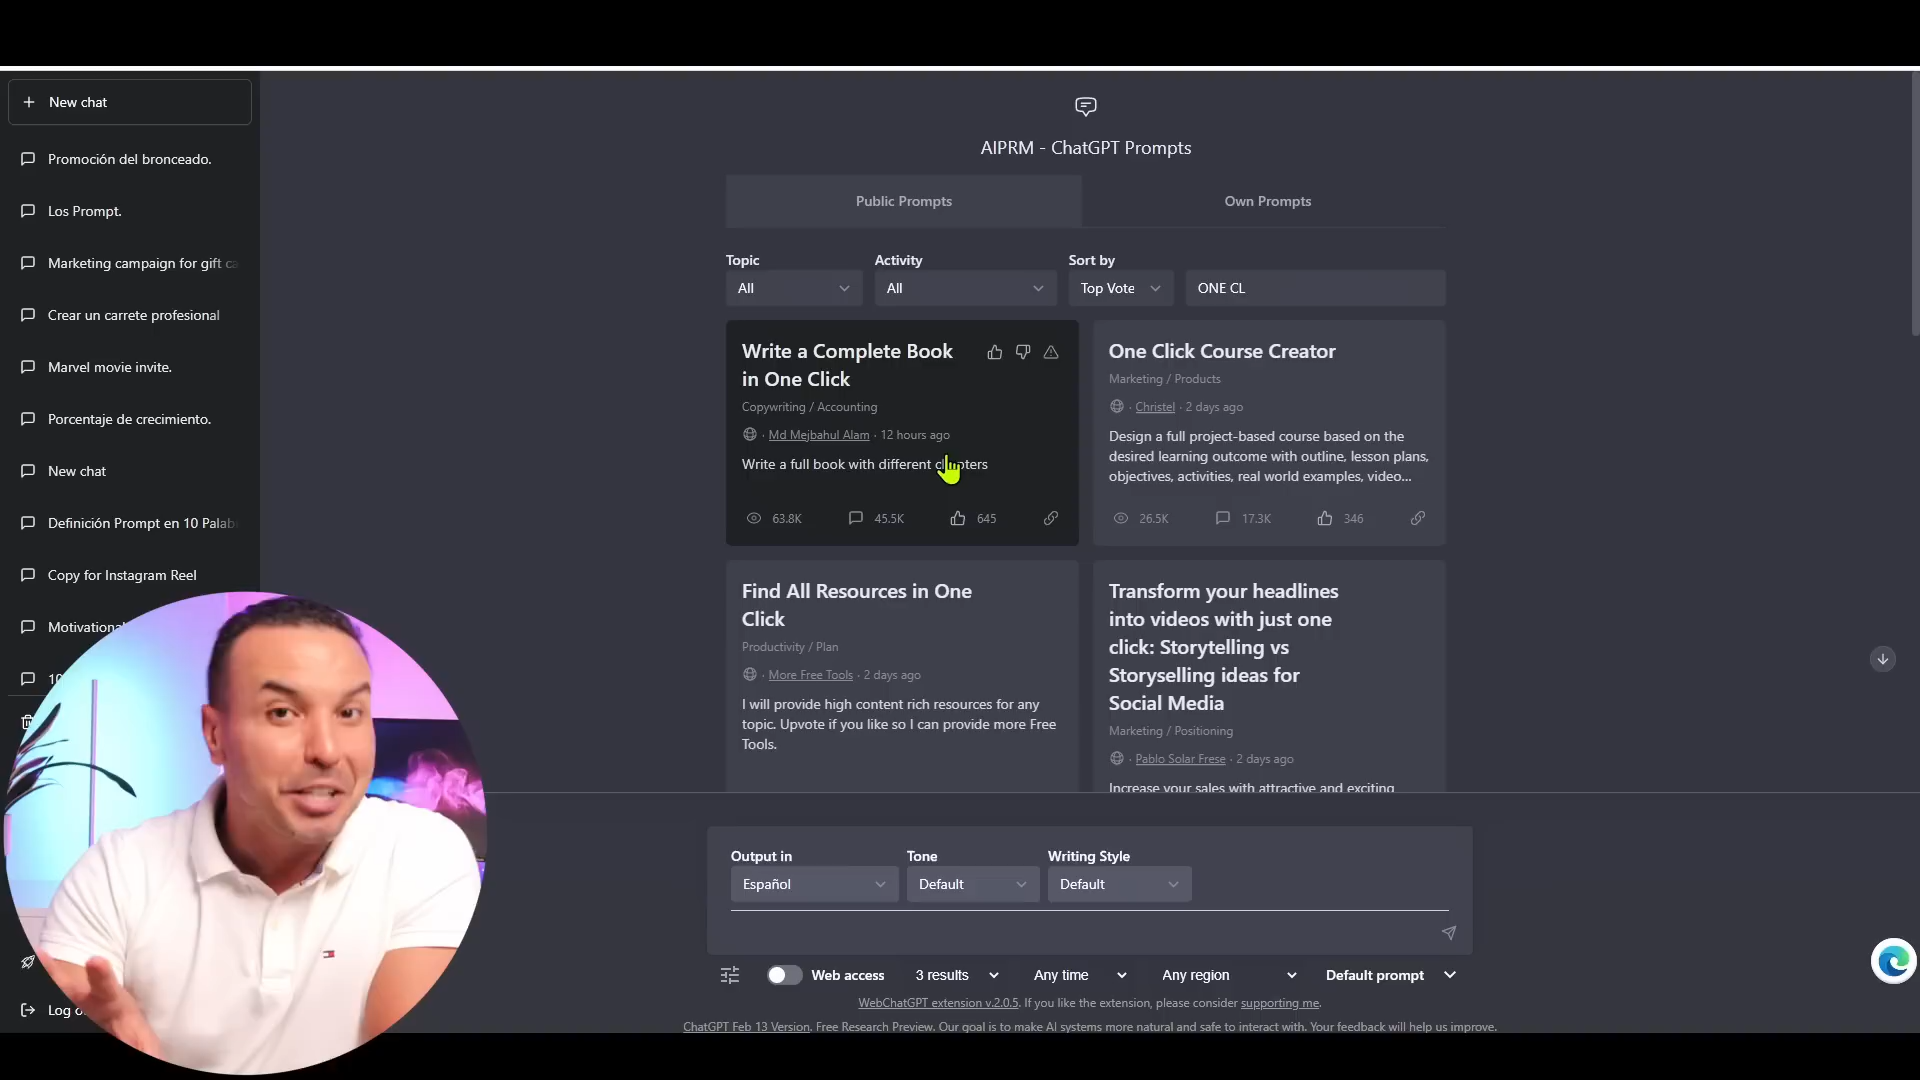 New chat
Promoción del bronceado.
Los Prompt.
Marketing campaign for gift ca
Crear un carrete profesional
Marvel movie invite.
Porcentaje de crecimiento.
New chat
Definición Prompt en 10 Palab
Copy for Instagram Reel
Motivational
10
Log o
AIPRM - ChatGPT Prompts
Public Prompts
Own Prompts
Topic
Activity
Sort by
All
All
Top Vote
ONE CL
Write a Complete Book
in One Click
Copywriting / Accounting
· Md Mejbahul Alam · 12 hours ago
Write a full book with different chapters
63.8K
45.5K
645
One Click Course Creator
Marketing / Products
· Christel · 2 days ago
Design a full project-based course based on the
desired learning outcome with outline, lesson plans,
objectives, activities, real world examples, video...
26.5K
17.3K
346
Find All Resources in One
Click
Productivity / Plan
· More Free Tools · 2 days ago
I will provide high content rich resources for any
topic. Upvote if you like so I can provide more Free
Tools.
Transform your headlines
into videos with just one
click: Storytelling vs
Storyselling ideas for
Social Media
Marketing / Positioning
· Pablo Solar Frese · 2 days ago
Increase your sales with attractive and exciting
Output in
Tone
Writing Style
Español
Default
Default
Web access
3 results
Any time
Any region
Default prompt
WebChatGPT extension v.2.0.5. If you like the extension, please consider supporting me.
ChatGPT Feb 13 Version. Free Research Preview. Our goal is to make AI systems more natural and safe to interact with. Your feedback will help us improve.